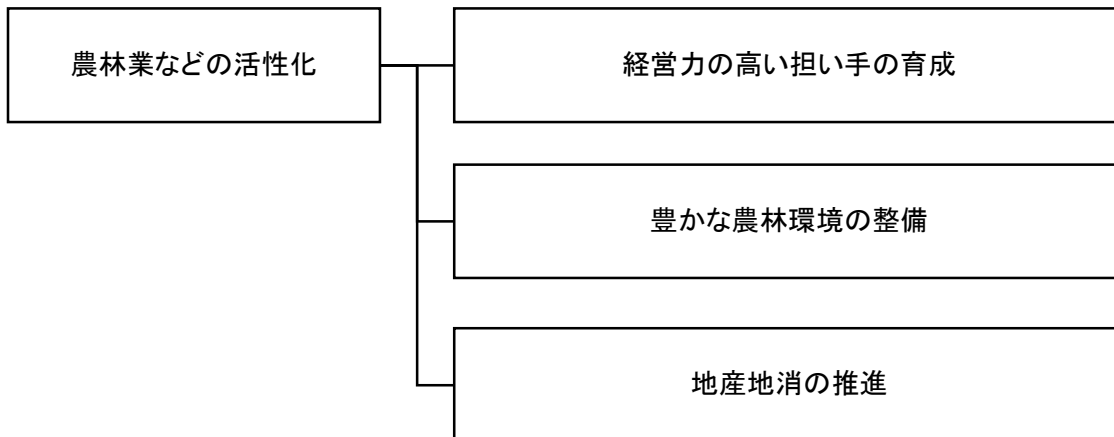 農林業などの活性化
経営力の高い担い手の育成
豊かな農林環境の整備
地産地消の推進